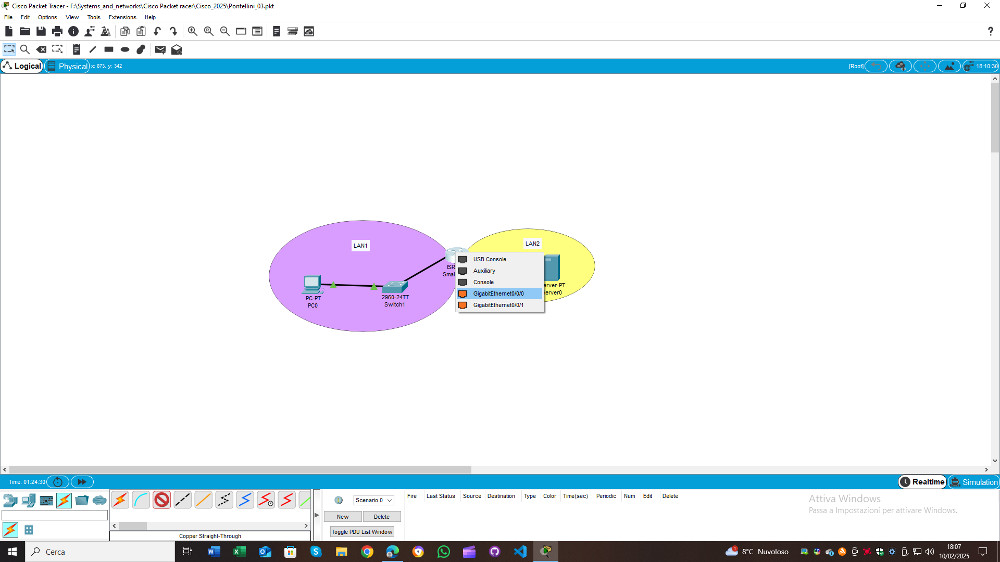 Cisco Packet Tracer - F:\Systems_and_networks\Cisco Packet racer\Cisco_2025\Pontellini_03.pkt
File Edit Options View Tools Extensions Help
?
Logical Physical x: 873, y: 342 [Root] 18:10:30
LAN1
LAN2
USB Console
Auxiliary
Console
GigabitEthernet0/0/0
GigabitEthernet0/0/1
ISR
Smal
erver-PT
Server0
PC-PT
PC0
2960-24TT
Switch1
Time: 01:24:30 Realtime Simulation
Scenario 0
New Delete
Toggle PDU List Window
Fire Last Status Source Destination Type Color Time(sec) Periodic Num Edit Delete
Copper Straight-Through
Attiva Windows
Passa a Impostazioni per attivare Windows.
Cerca
8°C Nuvoloso
18:07
10/02/2025